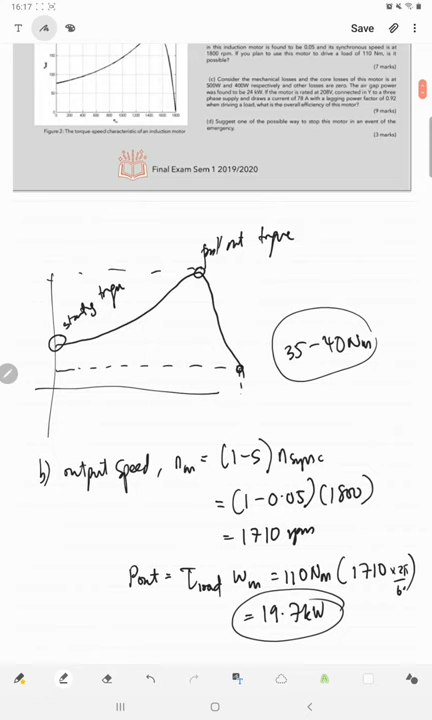 16:17
84%
T
Save
in this induction motor is found to be 0.05 and its synchronous speed is at
1800 rpm. If you plan to use this motor to drive a load of 110 Nm, is it
possible?
(7 marks)
(c) Consider the mechanical losses and the core losses of this motor is at
500W and 400W respectively and other losses are zero. The air gap power
was found to be 24 kW. If the motor is rated at 208V, connected in Y to a three
phase supply and draws a current of 78 A with a lagging power factor of 0.92
when driving a load, what is the overall efficiency of this motor?
(9 marks)
(d) Suggest one of the possible way to stop this motor in an event of the
emergency.
(3 marks)
Figure 2: The torque speed characteristic of an induction motor
Final Exam Sem 1 2019/2020
pull out torque
starting torque
35-40Nm
b) output speed, nm = (1-s) nsync
= (1-0.05)(1800)
= 1710 rpm
Pout = τload ωm = 110Nm (1710 × 2π/60)
= 19.7kW